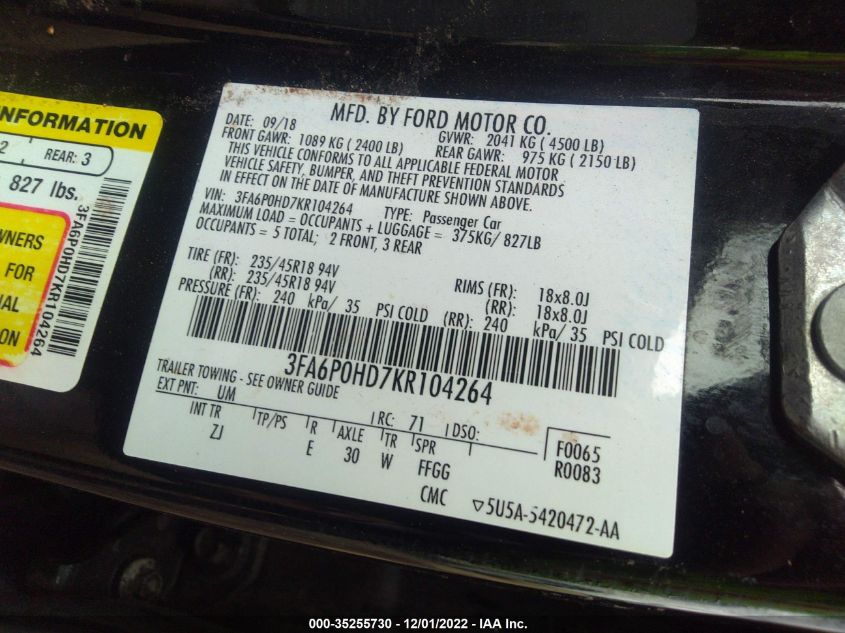 NFORMATION
2
REAR: 3
827 lbs.
WNERS
FOR
ON
3FA6P0HD7KR104264
MFD. BY FORD MOTOR CO.
DATE: 09/18 GVWR: 2041 KG ( 4500 LB)
FRONT GAWR: 1089 KG ( 2400 LB) REAR GAWR: 975 KG ( 2150 LB)
THIS VEHICLE CONFORMS TO ALL APPLICABLE FEDERAL MOTOR
VEHICLE SAFETY, BUMPER, AND THEFT PREVENTION STANDARDS
IN EFFECT ON THE DATE OF MANUFACTURE SHOWN ABOVE.
VIN: 3FA6P0HD7KR104264 TYPE: Passenger Car
MAXIMUM LOAD = OCCUPANTS + LUGGAGE = 375KG/ 827LB
OCCUPANTS = 5 TOTAL; 2 FRONT, 3 REAR
TIRE (FR): 235/45R18 94V RIMS (FR): 18x8.0J
(RR): 235/45R18 94V (RR): 18x8.0J
PRESSURE (FR): 240 kPa/ 35 PSI COLD (RR): 240 kPa/ 35 PSI COLD
3FA6P0HD7KR104264
TRAILER TOWING - SEE OWNER GUIDE
EXT PNT: UM RC: 71 DSO:
INT TR TP/PS R AXLE TR SPR F0065
ZJ E 30 W FFGG R0083
CMC ▽5U5A-5420472-AA
000-35255730 - 12/01/2022 - IAA Inc.